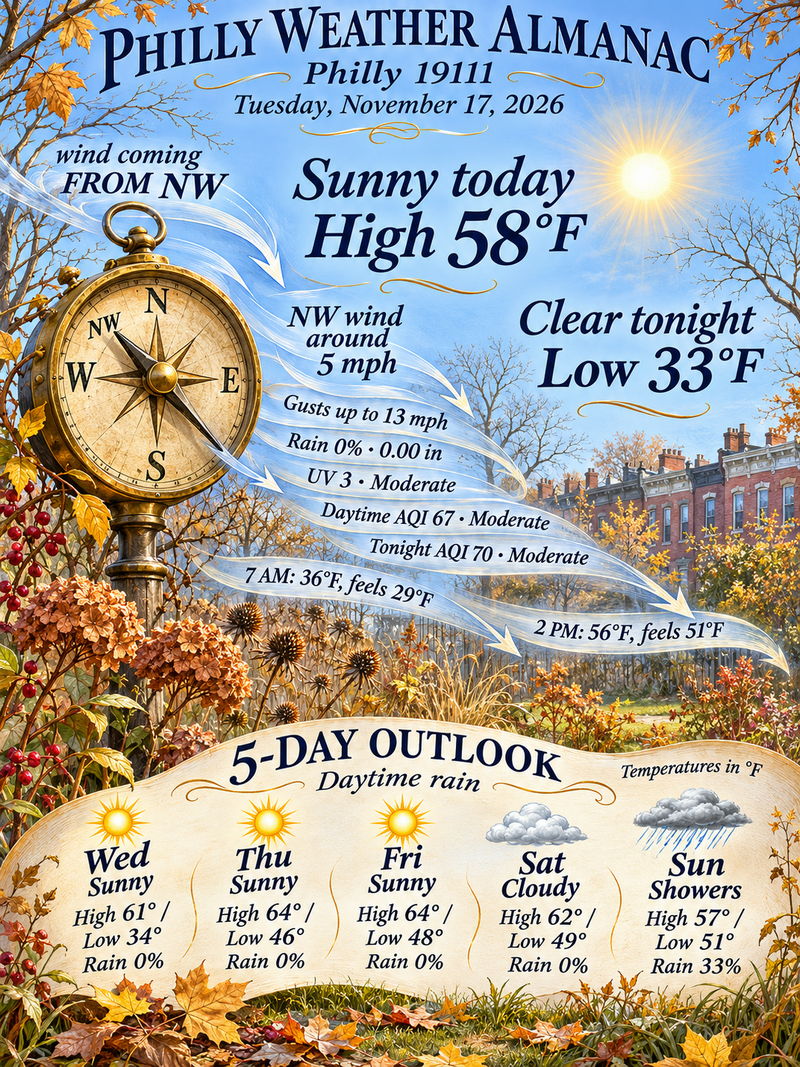 PHILLY WEATHER ALMANAC
Philly 19111
Tuesday, November 17, 2026
wind coming
FROM NW
Sunny today
High 58°F
N
NW
W
E
S
NW wind
around
5 mph
Clear tonight
Low 33°F
Gusts up to 13 mph
Rain 0% • 0.00 in
UV 3 • Moderate
Daytime AQI 67 • Moderate
Tonight AQI 70 • Moderate
7 AM: 36°F, feels 29°F
2 PM: 56°F, feels 51°F
5-DAY OUTLOOK
Daytime rain
Temperatures in °F
Wed
Sunny
High 61° /
Low 34°
Rain 0%
Thu
Sunny
High 64° /
Low 46°
Rain 0%
Fri
Sunny
High 64° /
Low 48°
Rain 0%
Sat
Cloudy
High 62° /
Low 49°
Rain 0%
Sun
Showers
High 57° /
Low 51°
Rain 33%